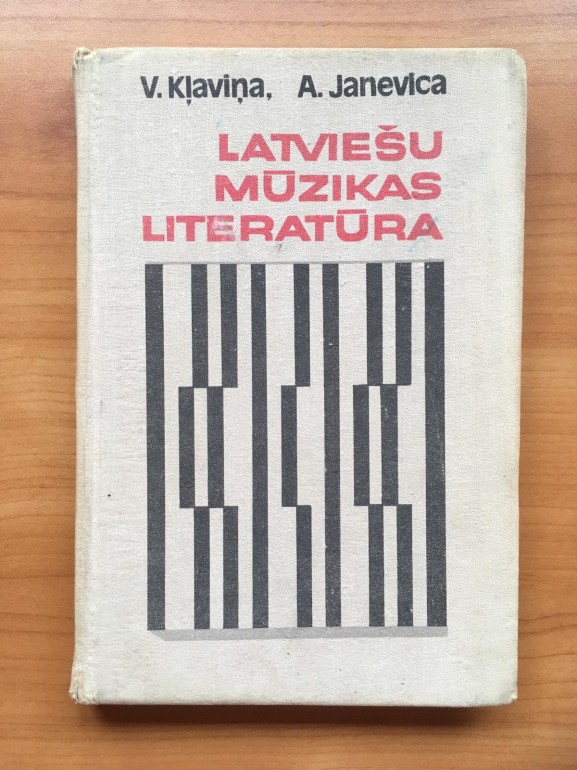 V. Kļaviņa, A. Janevica
LATVIEŠU
MŪZIKAS
LITERATŪRA